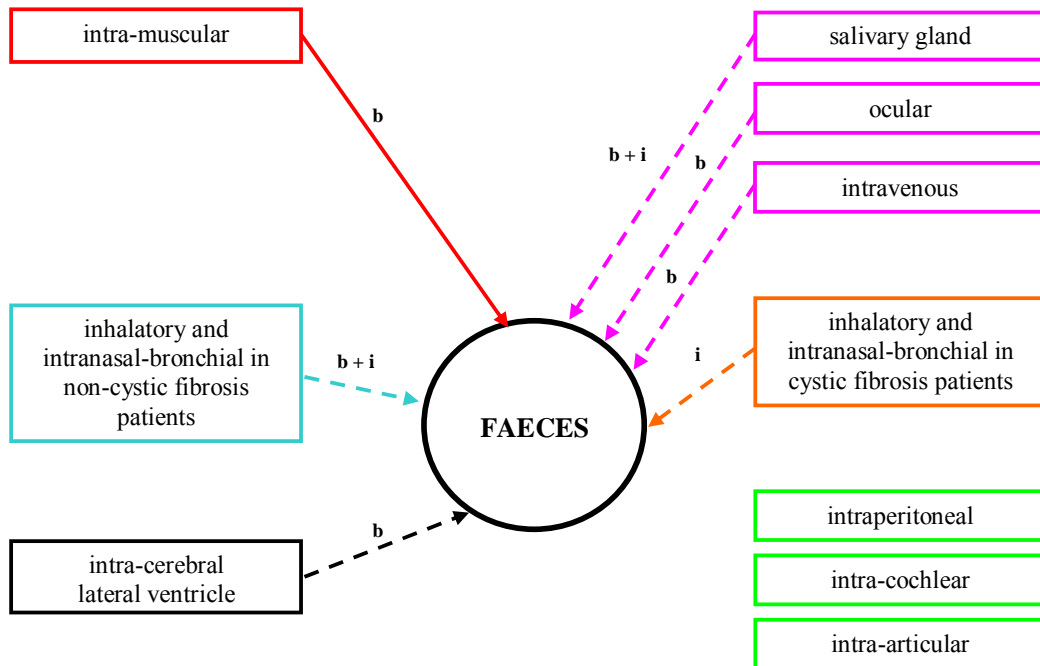 intra-muscular
salivary gland
ocular
intravenous
b
b + i
b
b
inhalatory and
intranasal-bronchial in
non-cystic fibrosis
patients
b + i
FAECES
i
inhalatory and
intranasal-bronchial in
cystic fibrosis patients
intra-cerebral
lateral ventricle
b
intraperitoneal
intra-cochlear
intra-articular